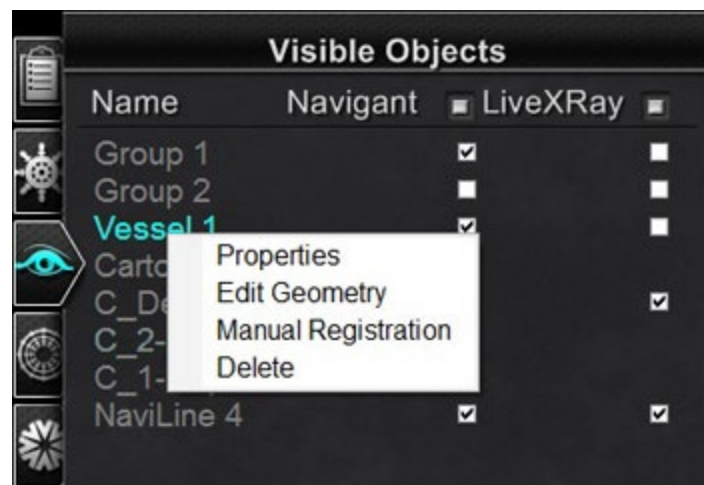 Visible Objects
Name Navigant LiveXRay
Group 1
Group 2
Vessel 1
Properties
Edit Geometry
Manual Registration
Delete
NaviLine 4